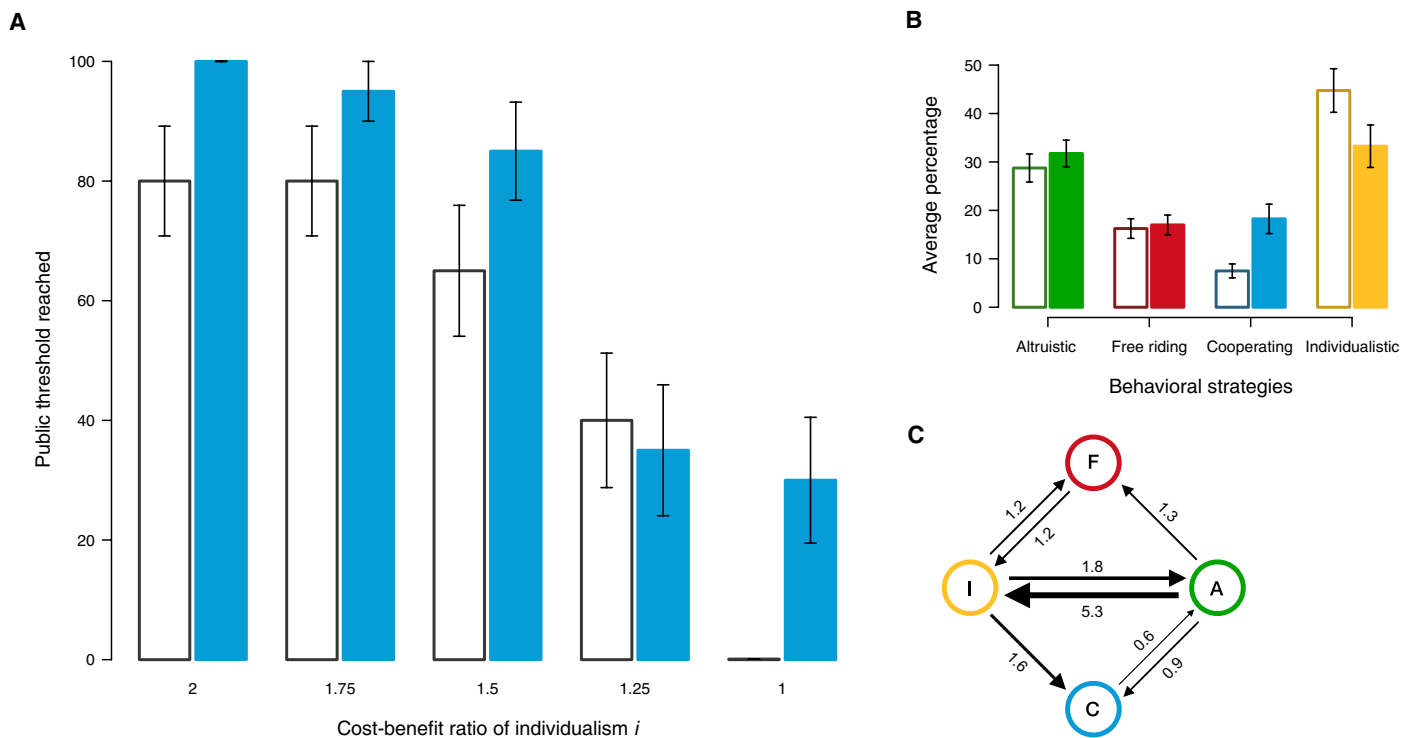 A
Public threshold reached
100
80
60
40
20
0
2 1.75 1.5 1.25 1
Cost-benefit ratio of individualism i
B
Average percentage
50
40
30
20
10
0
Altruistic Free riding Cooperating Individualistic
Behavioral strategies
C
F
1.2
1.2
1.3
I
1.8
5.3
A
1.6
0.6
0.9
C